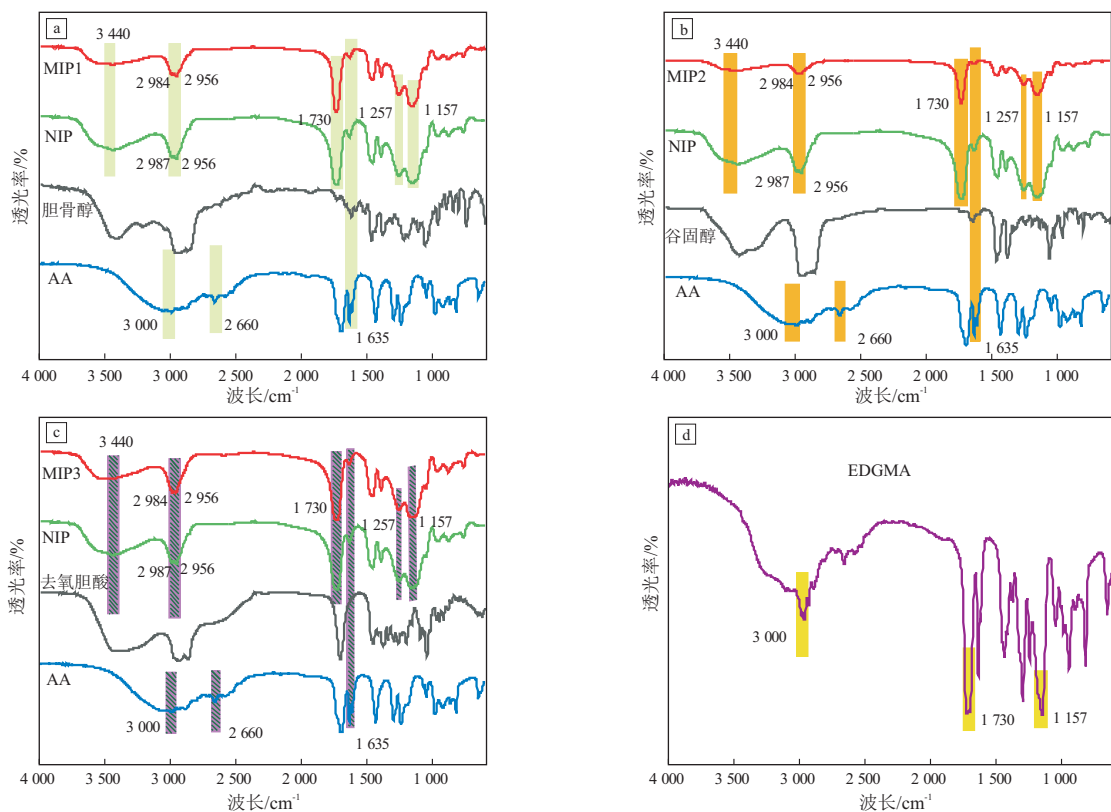 a
3 440
MIP1
2 984
2 956
1 730
1 257
1 157
NIP
2 987
2 956
胆骨醇
AA
3 000
2 660
1 635
透光率/%
4 000
3 500
3 000
2 500
2 000
1 500
1 000
波长/cm⁻¹
b
3 440
MIP2
2 984
2 956
1 730
1 257
1 157
NIP
2 987
2 956
谷固醇
AA
3 000
2 660
1 635
透光率/%
4 000
3 500
3 000
2 500
2 000
1 500
1 000
波长/cm⁻¹
c
3 440
MIP3
2 984
2 956
1 730
1 257
1 157
NIP
2 987
2 956
去氧胆酸
AA
3 000
2 660
1 635
透光率/%
4 000
3 500
3 000
2 500
2 000
1 500
1 000
波长/cm⁻¹
d
EDGMA
3 000
1 730
1 157
透光率/%
4 000
3 500
3 000
2 500
2 000
1 500
1 000
波长/cm⁻¹